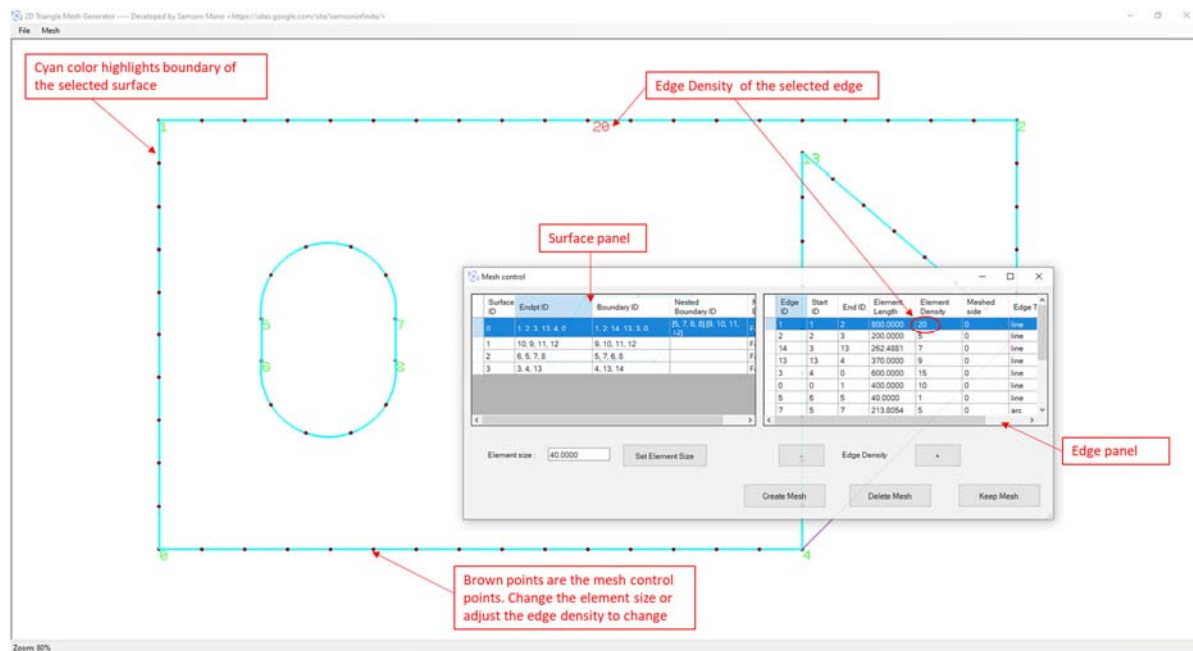 2D Triangle Mesh Generator ---- Developed by Samson Mano <https://sites.google.com/site/samsoninfinite/>
File Mesh
Cyan color highlights boundary of
the selected surface
Edge Density of the selected edge
1
20
2
13
Surface panel
Mesh control
Surface ID Endpt ID Boundary ID Nested Boundary ID
Edge ID Start ID End ID Element Length Element Density Meshed side Edge T
0 1, 2, 3, 13, 4, 0 1, 2, 14, 13, 3, 0 [5, 7, 6, 8] [9, 10, 11, 12]
1 10, 9, 11, 12 9, 10, 11, 12
2 6, 5, 7, 8 5, 7, 6, 8
3 3, 4, 13 4, 13, 14
1 1 2 800.0000 20 0 line
2 2 3 200.0000 5 0 line
14 3 13 262.4881 7 0 line
13 13 4 370.0000 9 0 line
3 4 0 600.0000 15 0 line
0 0 1 400.0000 10 0 line
5 6 5 40.0000 1 0 line
7 5 7 213.8054 5 0 arc
5
7
6
8
Element size : 40.0000 Set Element Size
- Edge Density +
Create Mesh Delete Mesh Keep Mesh
Edge panel
0
4
Brown points are the mesh control
points. Change the element size or
adjust the edge density to change
Zoom: 80%